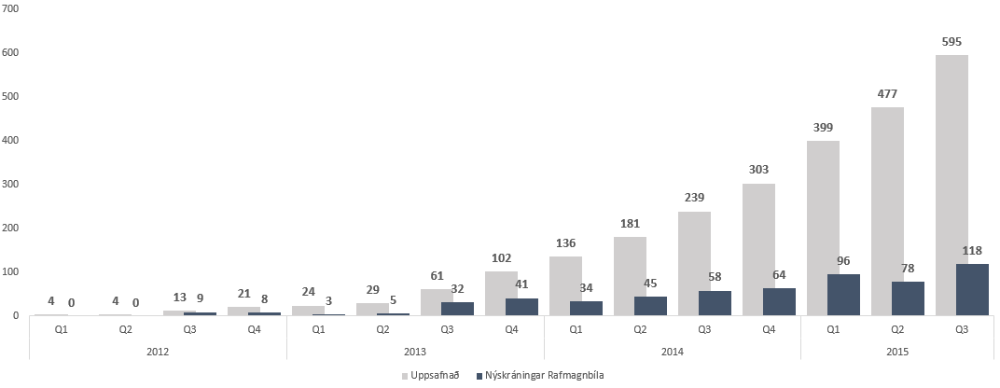 700
600
500
400
300
200
100
0
4 0 4 0 13 9 21 8 24 3 29 5 61 32 102 41 136 34 181 45 239 58 303 64 399 96 477 78 595 118
Q1 Q2 Q3 Q4 Q1 Q2 Q3 Q4 Q1 Q2 Q3 Q4 Q1 Q2 Q3
2012 2013 2014 2015
Uppsafnað Nýskráningar Rafmagnbíla